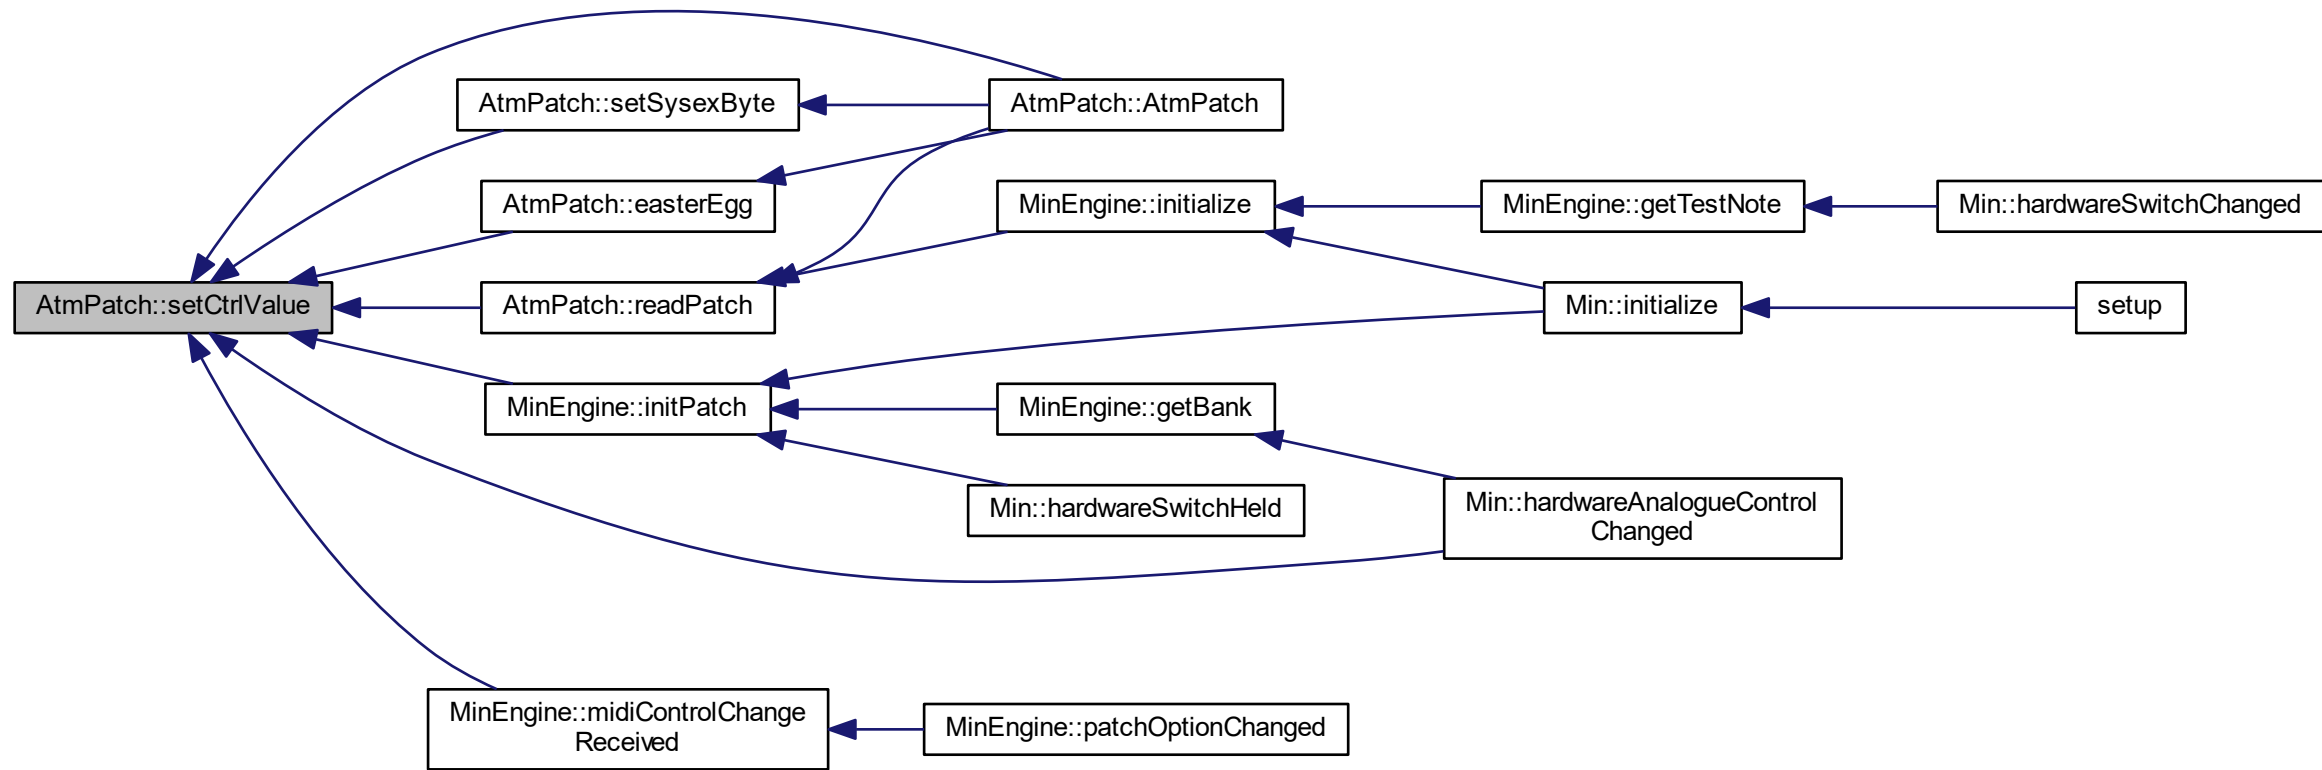 AtmPatch::setSysexByte
AtmPatch::AtmPatch
AtmPatch::easterEgg
MinEngine::initialize
MinEngine::getTestNote
Min::hardwareSwitchChanged
AtmPatch::setCtrlValue
AtmPatch::readPatch
Min::initialize
setup
MinEngine::initPatch
MinEngine::getBank
Min::hardwareSwitchHeld
Min::hardwareAnalogueControl
Changed
MinEngine::midiControlChange
Received
MinEngine::patchOptionChanged